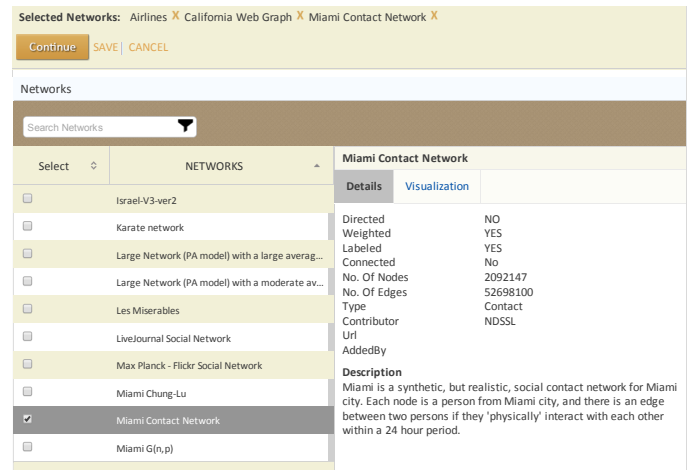 Selected Networks: Airlines X California Web Graph X Miami Contact Network X
Continue SAVE| CANCEL
Networks
Search Networks
Select NETWORKS
Israel-V3-ver2
Karate network
Large Network (PA model) with a large averag...
Large Network (PA model) with a moderate av...
Les Miserables
LiveJournal Social Network
Max Planck - Flickr Social Network
Miami Chung-Lu
Miami Contact Network
Miami G(n,p)
Miami Contact Network
Details Visualization
Directed NO
Weighted YES
Labeled YES
Connected No
No. Of Nodes 2092147
No. Of Edges 52698100
Type Contact
Contributor NDSSL
Url
AddedBy
Description
Miami is a synthetic, but realistic, social contact network for Miami
city. Each node is a person from Miami city, and there is an edge
between two persons if they 'physically' interact with each other
within a 24 hour period.